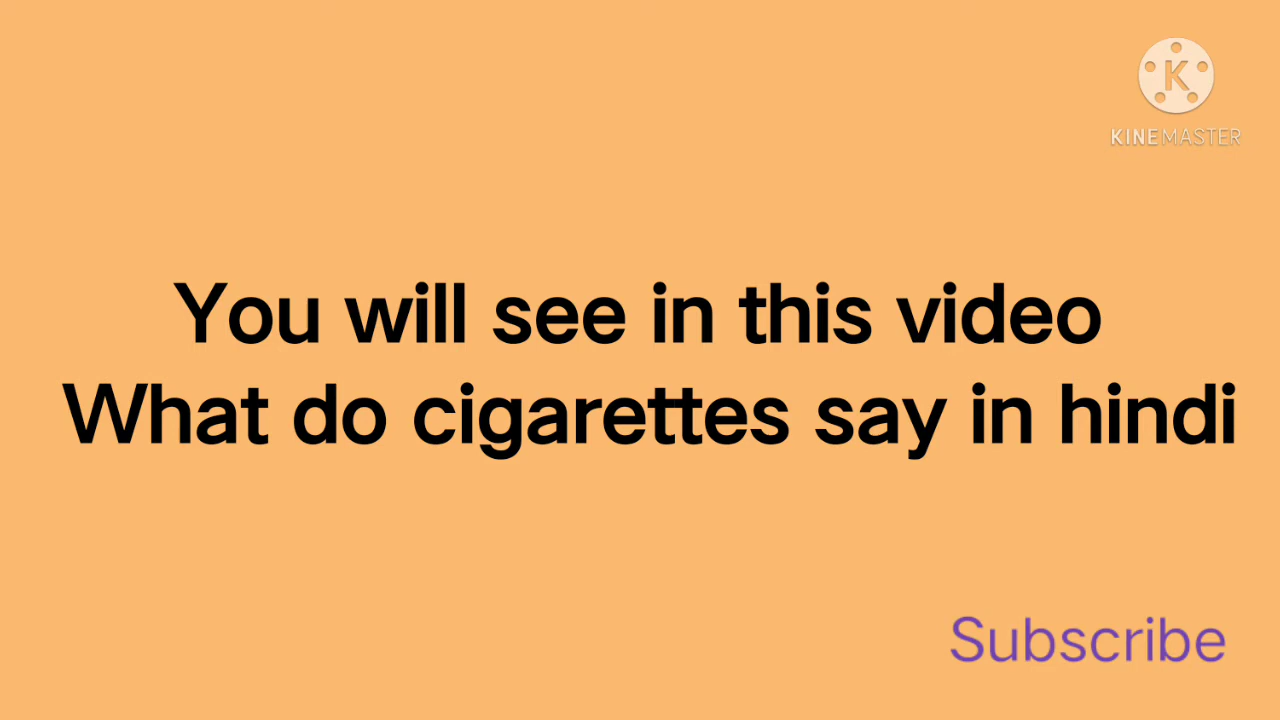 K
KINEMASTER
You will see in this video
What do cigarettes say in hindi
Subscribe